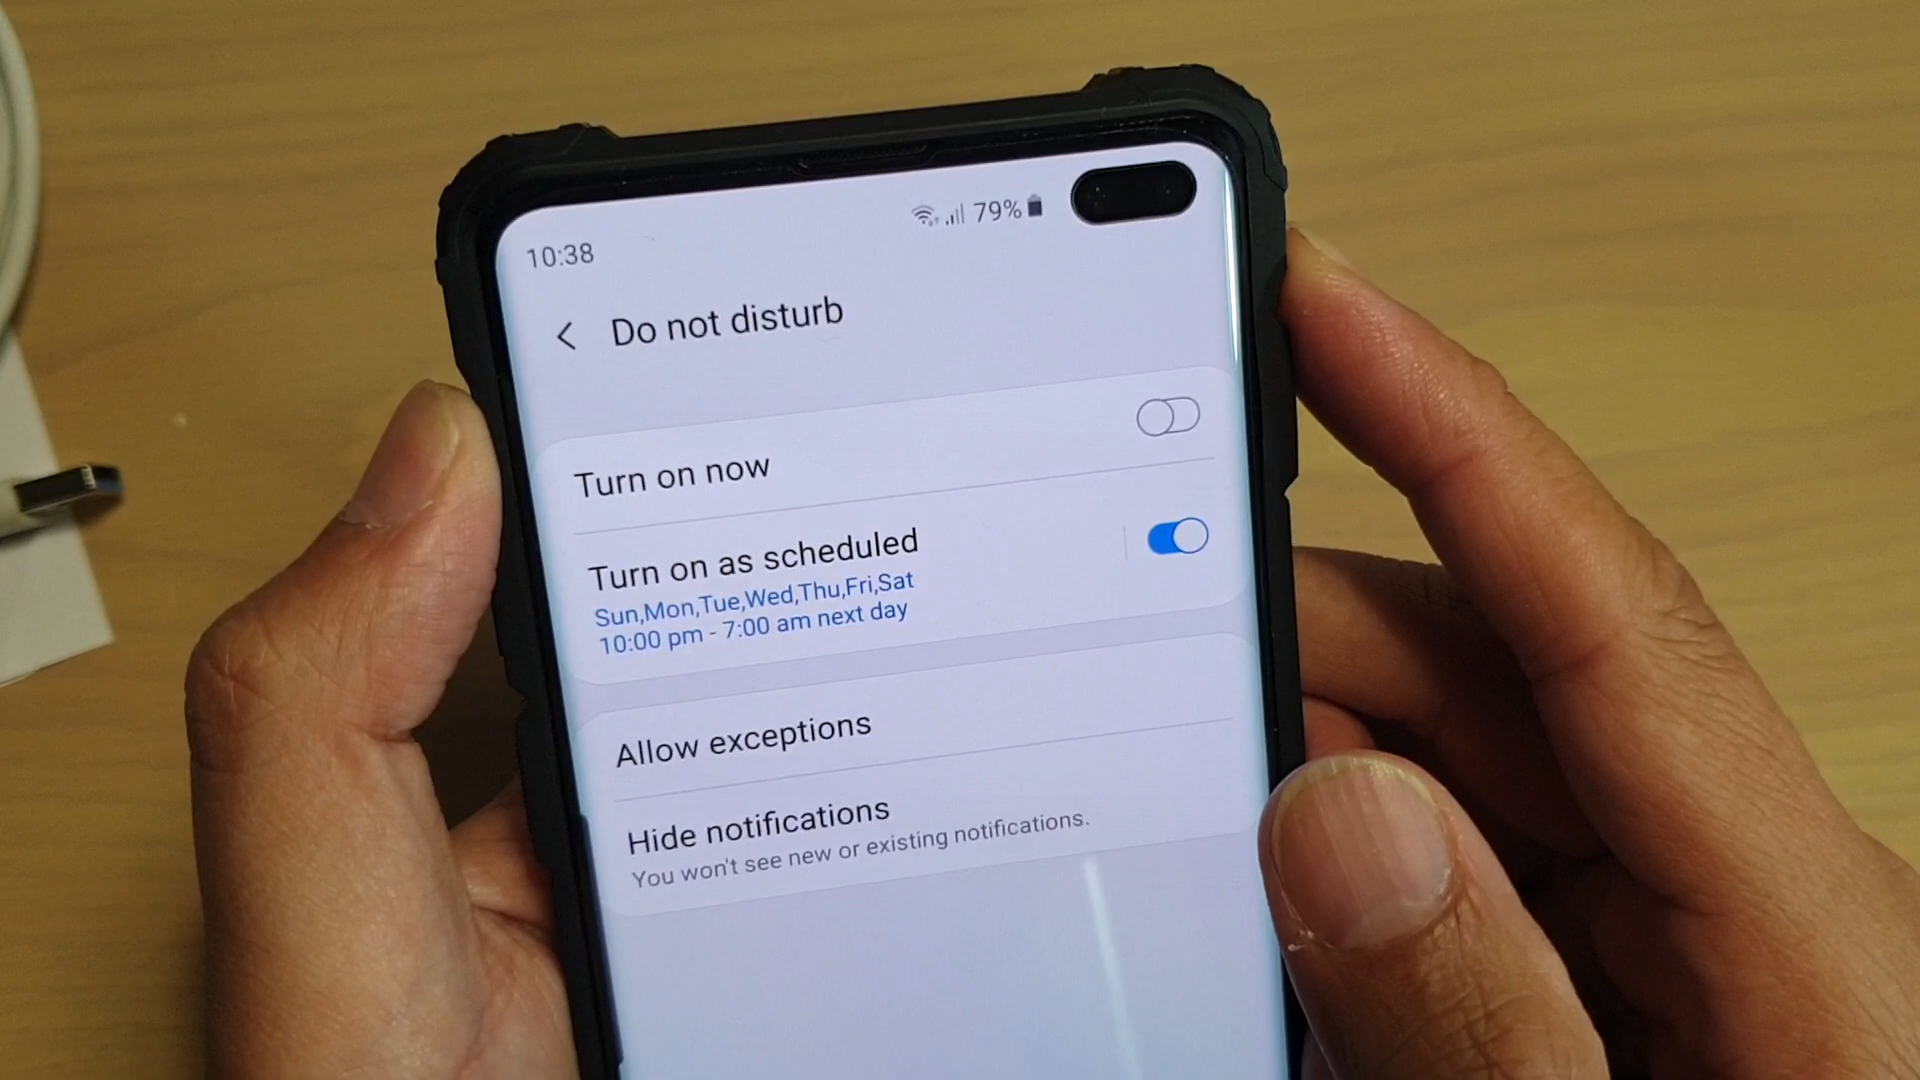 10:38
79%
Do not disturb
Turn on now
Turn on as scheduled
Sun,Mon,Tue,Wed,Thu,Fri,Sat
10:00 pm - 7:00 am next day
Allow exceptions
Hide notifications
You won't see new or existing notifications.